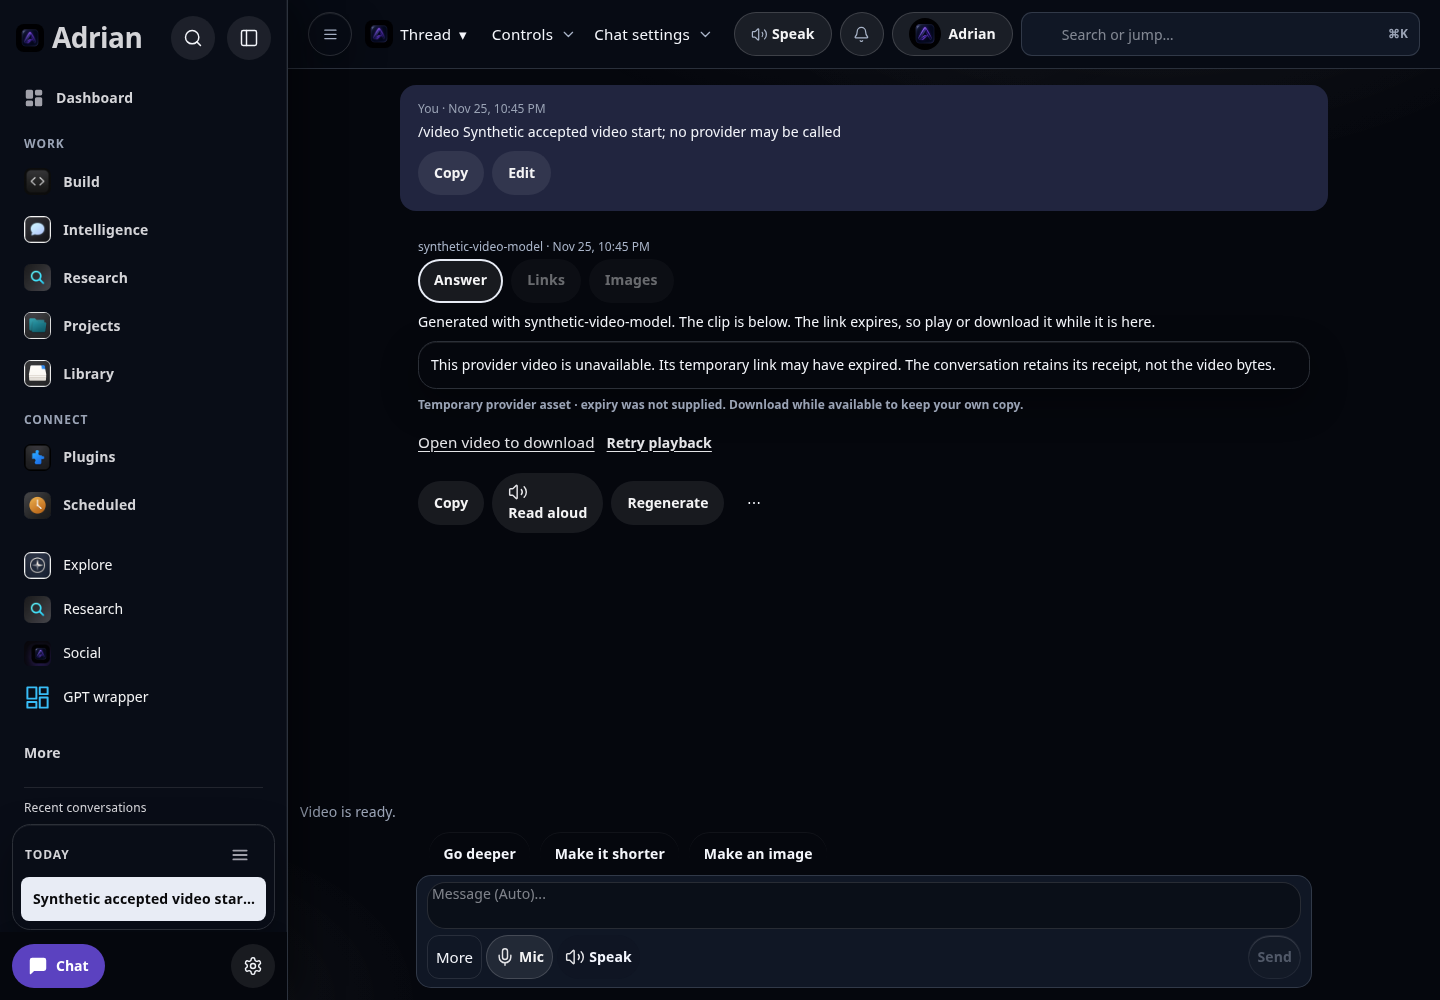 Adrian
Dashboard
WORK
Build
Intelligence
Research
Projects
Library
CONNECT
Plugins
Scheduled
Explore
Research
Social
GPT wrapper
More
Recent conversations
TODAY
Synthetic accepted video star...
Chat
Thread ▾
Controls
Chat settings
Speak
Adrian
Search or jump...
⌘K
You · Nov 25, 10:45 PM
/video Synthetic accepted video start; no provider may be called
Copy
Edit
synthetic-video-model · Nov 25, 10:45 PM
Answer
Links
Images
Generated with synthetic-video-model. The clip is below. The link expires, so play or download it while it is here.
This provider video is unavailable. Its temporary link may have expired. The conversation retains its receipt, not the video bytes.
Temporary provider asset · expiry was not supplied. Download while available to keep your own copy.
Open video to download
Retry playback
Copy
Read aloud
Regenerate
···
Video is ready.
Go deeper
Make it shorter
Make an image
Message (Auto)...
More
Mic
Speak
Send